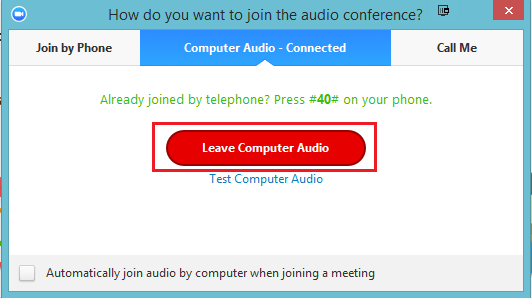 How do you want to join the audio conference?
Join by Phone
Computer Audio - Connected
Call Me
Already joined by telephone? Press #40# on your phone.
Leave Computer Audio
Test Computer Audio
Automatically join audio by computer when joining a meeting